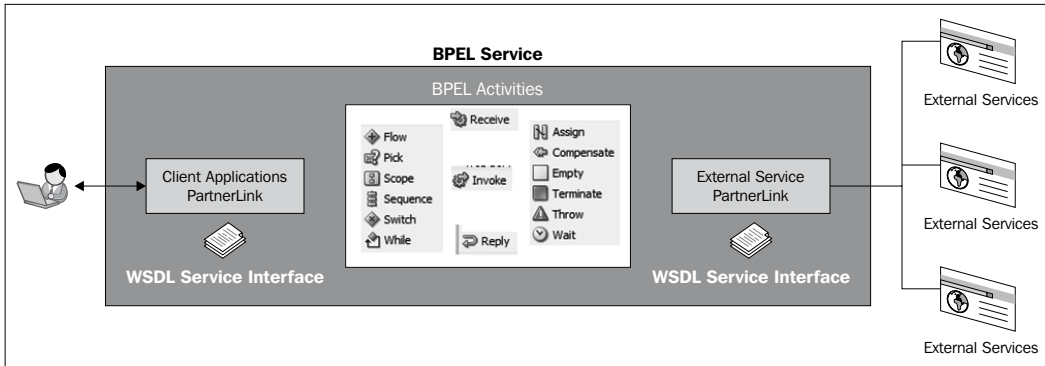 BPEL Service
BPEL Activities
Client Applications
PartnerLink
WSDL Service Interface
Flow
Pick
Scope
Sequence
Switch
While
Receive
Invoke
Reply
Assign
Compensate
Empty
Terminate
Throw
Wait
External Service
PartnerLink
WSDL Service Interface
External Services
External Services
External Services